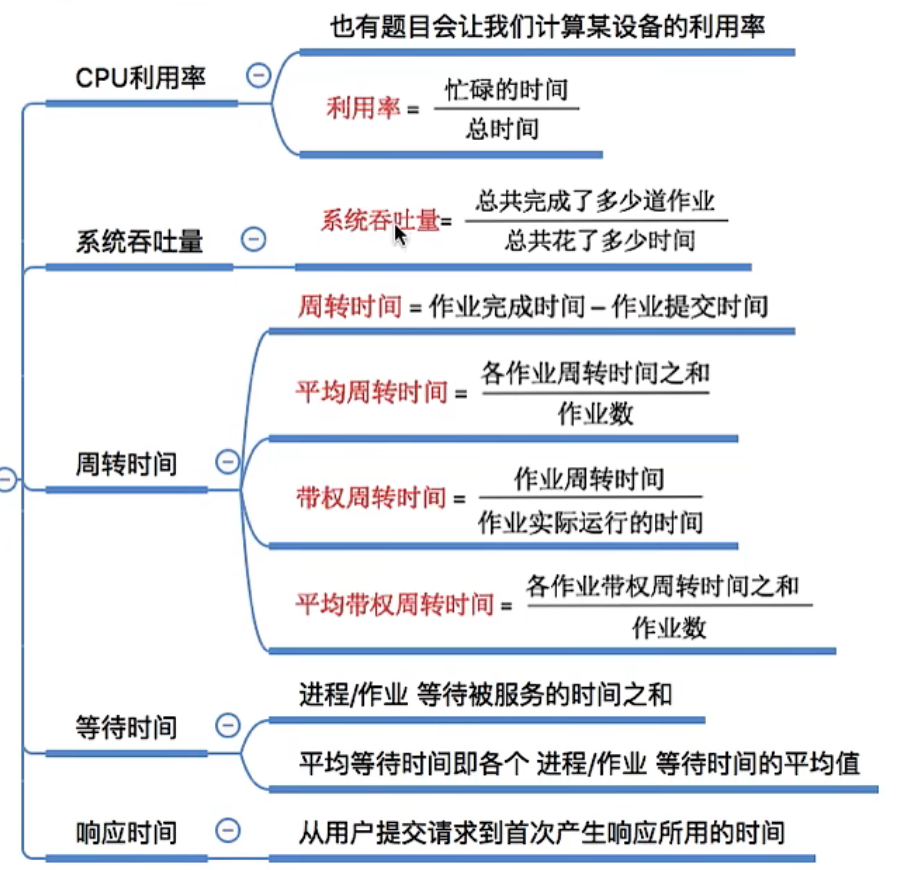 也有题目会让我们计算某设备的利用率
CPU利用率
利用率 = 忙碌的时间 / 总时间
系统吞吐量
系统吞吐量= 总共完成了多少道作业 / 总共花了多少时间
周转时间
周转时间 = 作业完成时间 – 作业提交时间
平均周转时间 = 各作业周转时间之和 / 作业数
带权周转时间 = 作业周转时间 / 作业实际运行的时间
平均带权周转时间 = 各作业带权周转时间之和 / 作业数
等待时间
进程/作业 等待被服务的时间之和
平均等待时间即各个 进程/作业 等待时间的平均值
响应时间
从用户提交请求到首次产生响应所用的时间